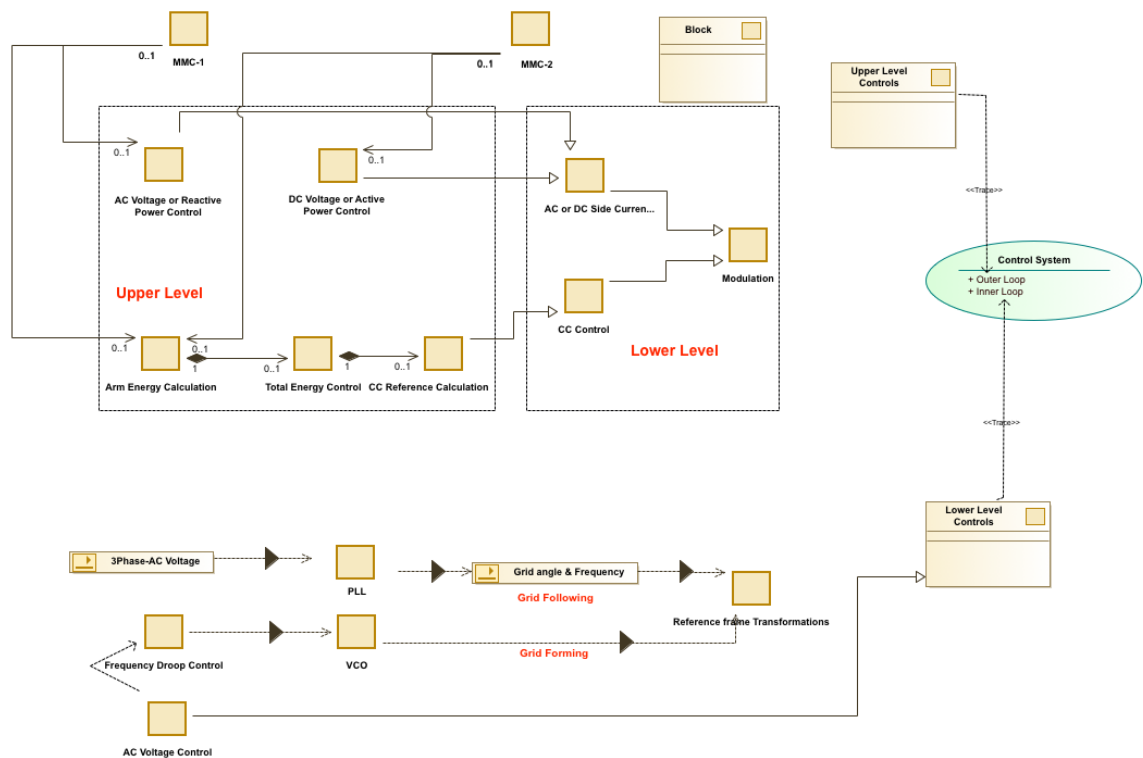 MMC-1
0..1
MMC-2
0..1
Block
Upper Level
Controls
0..1
AC Voltage or Reactive
Power Control
0..1
DC Voltage or Active
Power Control
AC or DC Side Curren...
Modulation
Upper Level
CC Control
Lower Level
0..1
0..1
Arm Energy Calculation
1
0..1
Total Energy Control
1
0..1
CC Reference Calculation
<<Trace>>
Control System
+ Outer Loop
+ Inner Loop
<<Trace>>
Lower Level
Controls
3Phase-AC Voltage
PLL
Grid angle & Frequency
Grid Following
Reference frame Transformations
Frequency Droop Control
VCO
Grid Forming
AC Voltage Control